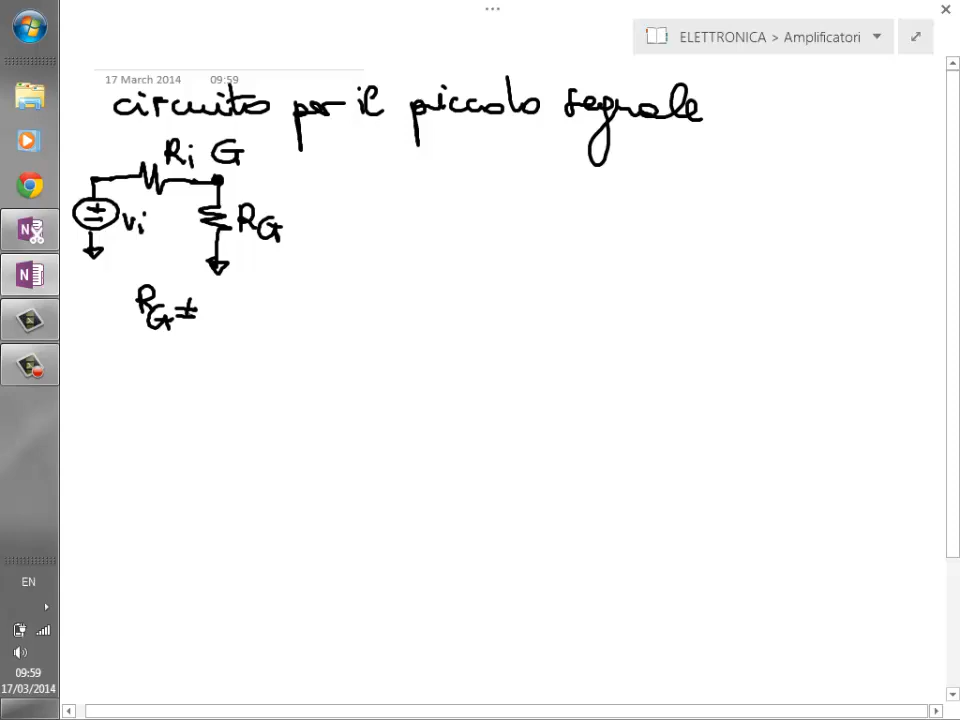 ELETTRONICA > Amplificatori
17 March 2014 09:59
circuito per il piccolo segnale
Ri G
± vi RG
RG=
N
N
EN
09:59
17/03/2014